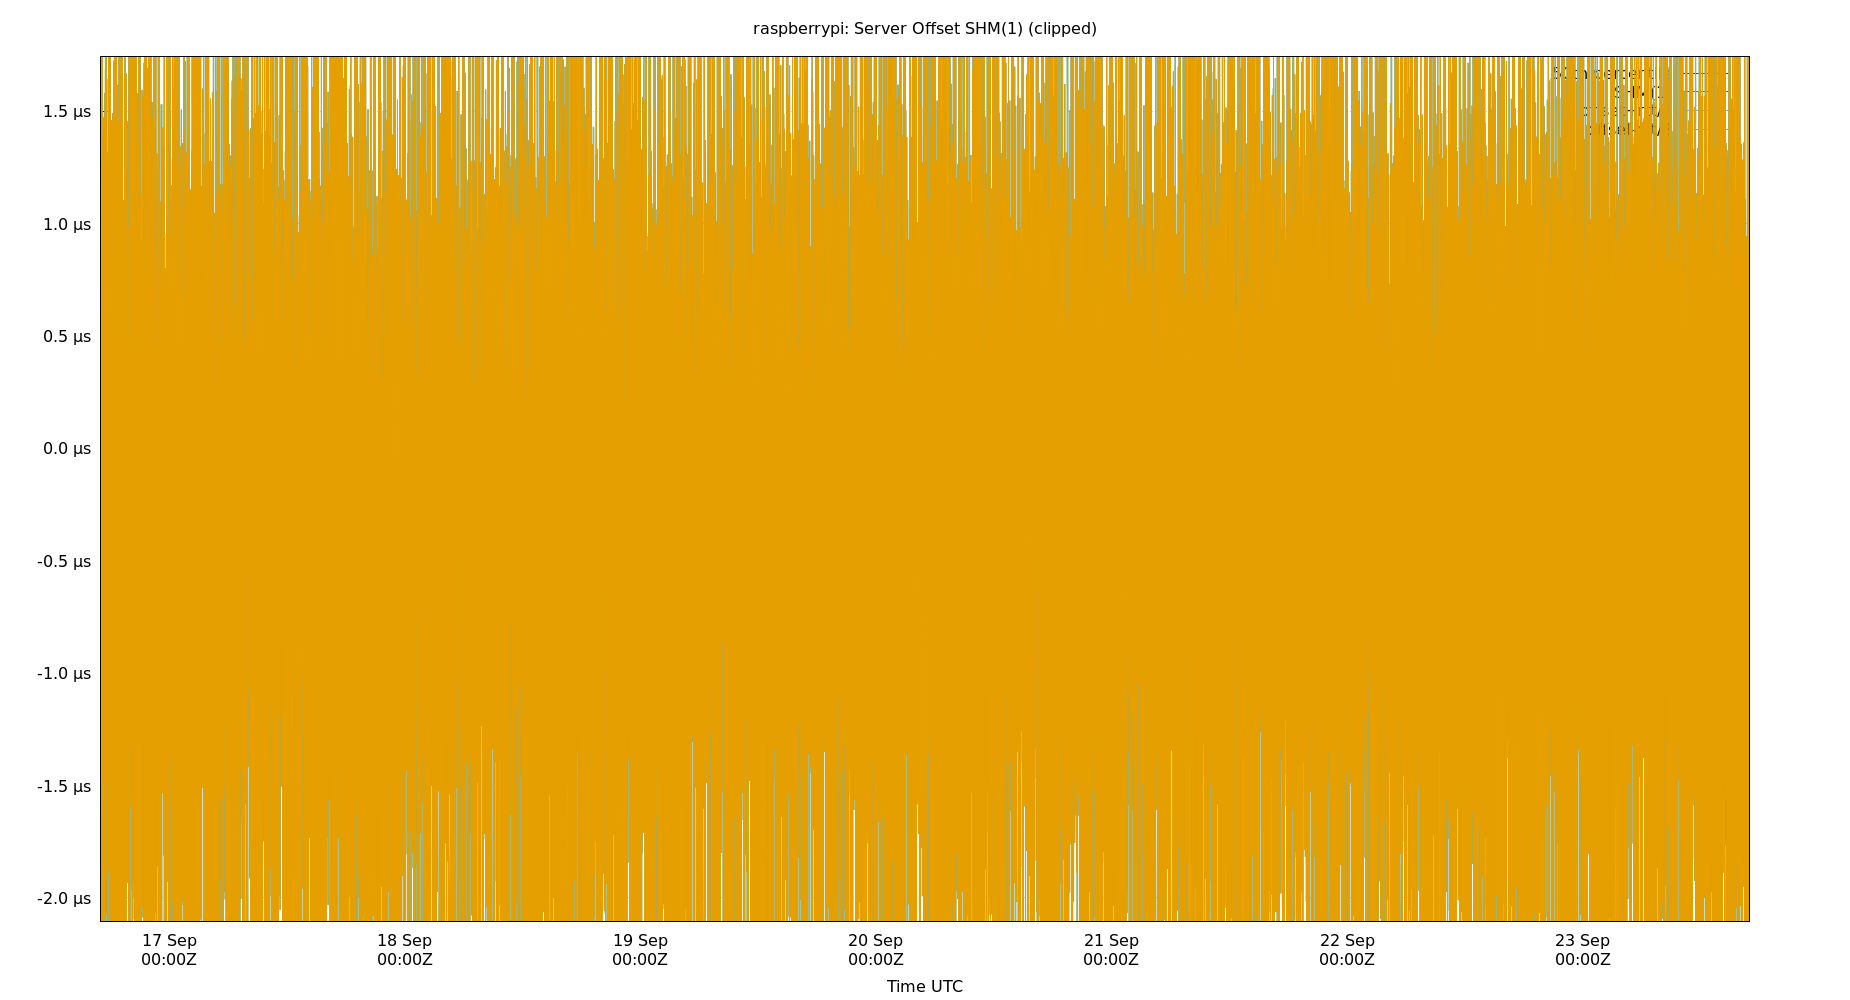 raspberrypi: Server Offset SHM(1) (clipped)
1.5 µs
1.0 µs
0.5 µs
0.0 µs
-0.5 µs
-1.0 µs
-1.5 µs
-2.0 µs
17 Sep 18 Sep 19 Sep 20 Sep 21 Sep 22 Sep 23 Sep
00:00Z 00:00Z 00:00Z 00:00Z 00:00Z 00:00Z 00:00Z
Time UTC